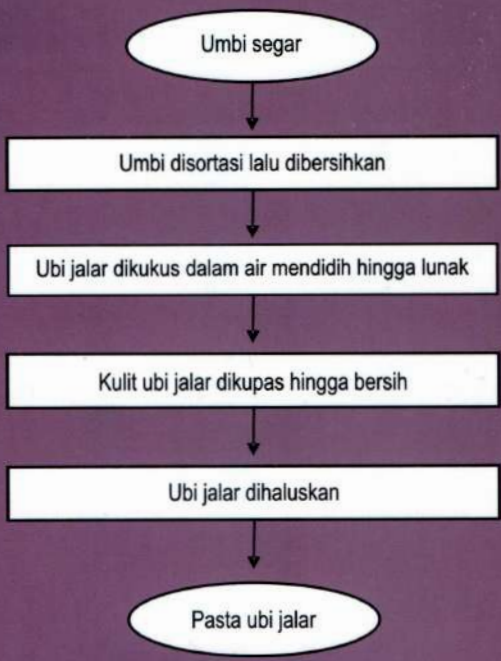 Umbi segar
Umbi disortasi lalu dibersihkan
Ubi jalar dikukus dalam air mendidih hingga lunak
Kulit ubi jalar dikupas hingga bersih
Ubi jalar dihaluskan
Pasta ubi jalar